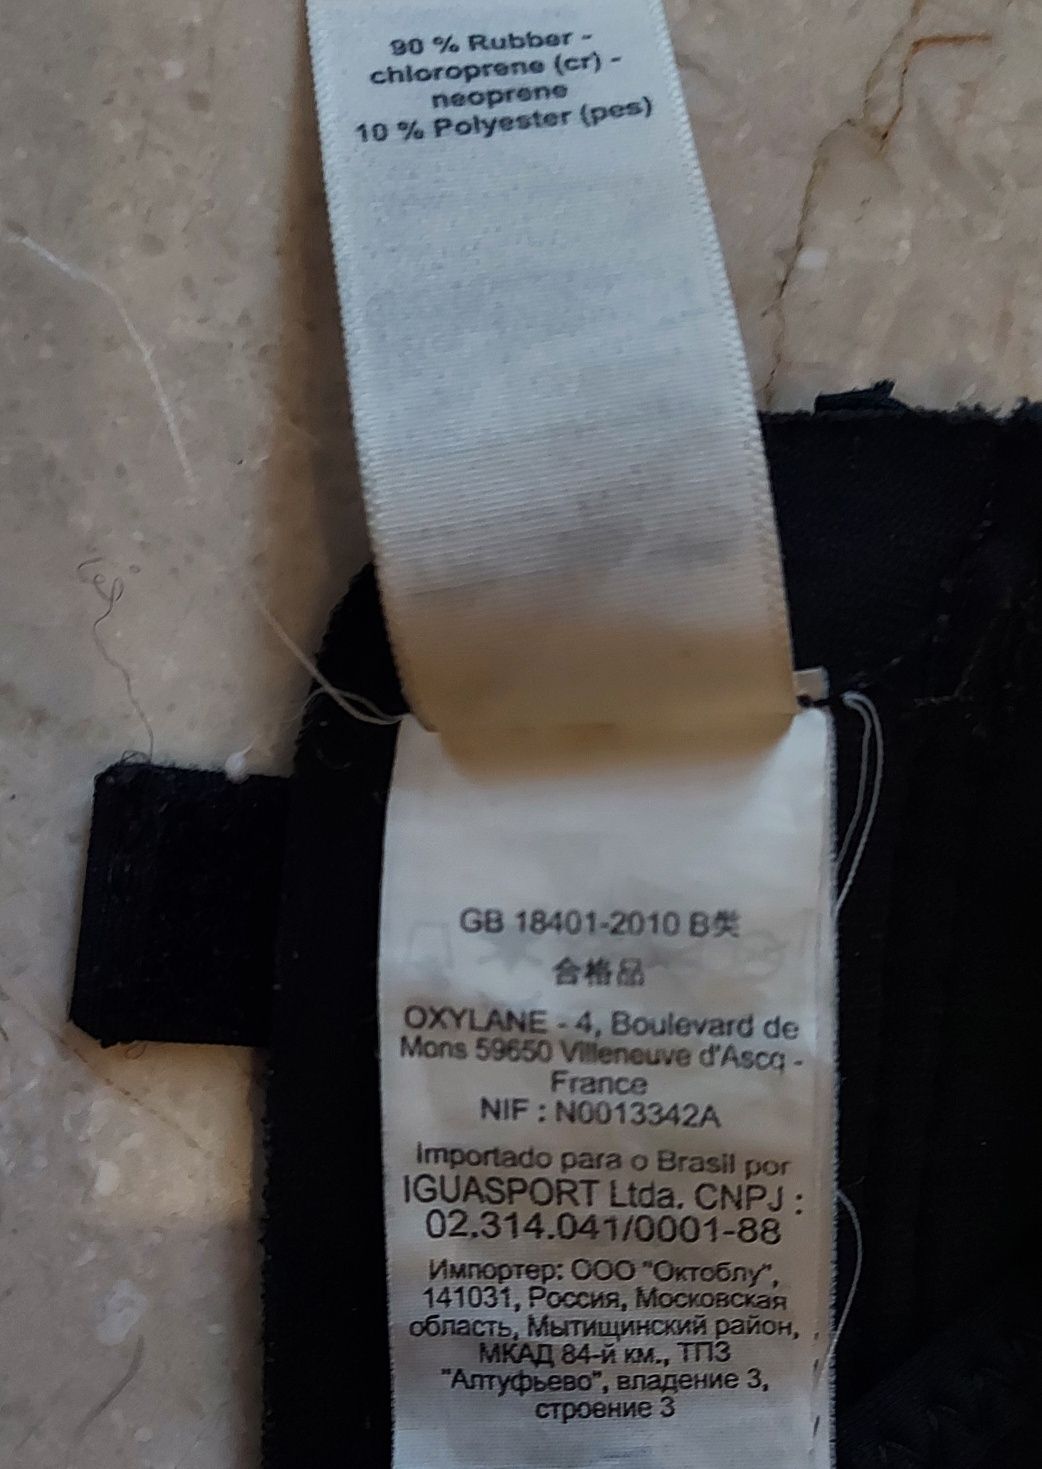 90 % Rubber -
chloroprene (cr) -
neoprene
10 % Polyester (pes)
GB 18401-2010 B类
合格品
OXYLANE - 4, Boulevard de
Mons 59650 Villeneuve d'Ascq -
France
NIF : N0013342A
Importado para o Brasil por
IGUASPORT Ltda. CNPJ :
02.314.041/0001-88
Импортер: ООО "Октоблу",
141031, Россия, Московская
область, Мытищинский район,
МКАД 84-й км., ТПЗ
"Алтуфьево", владение 3,
строение 3